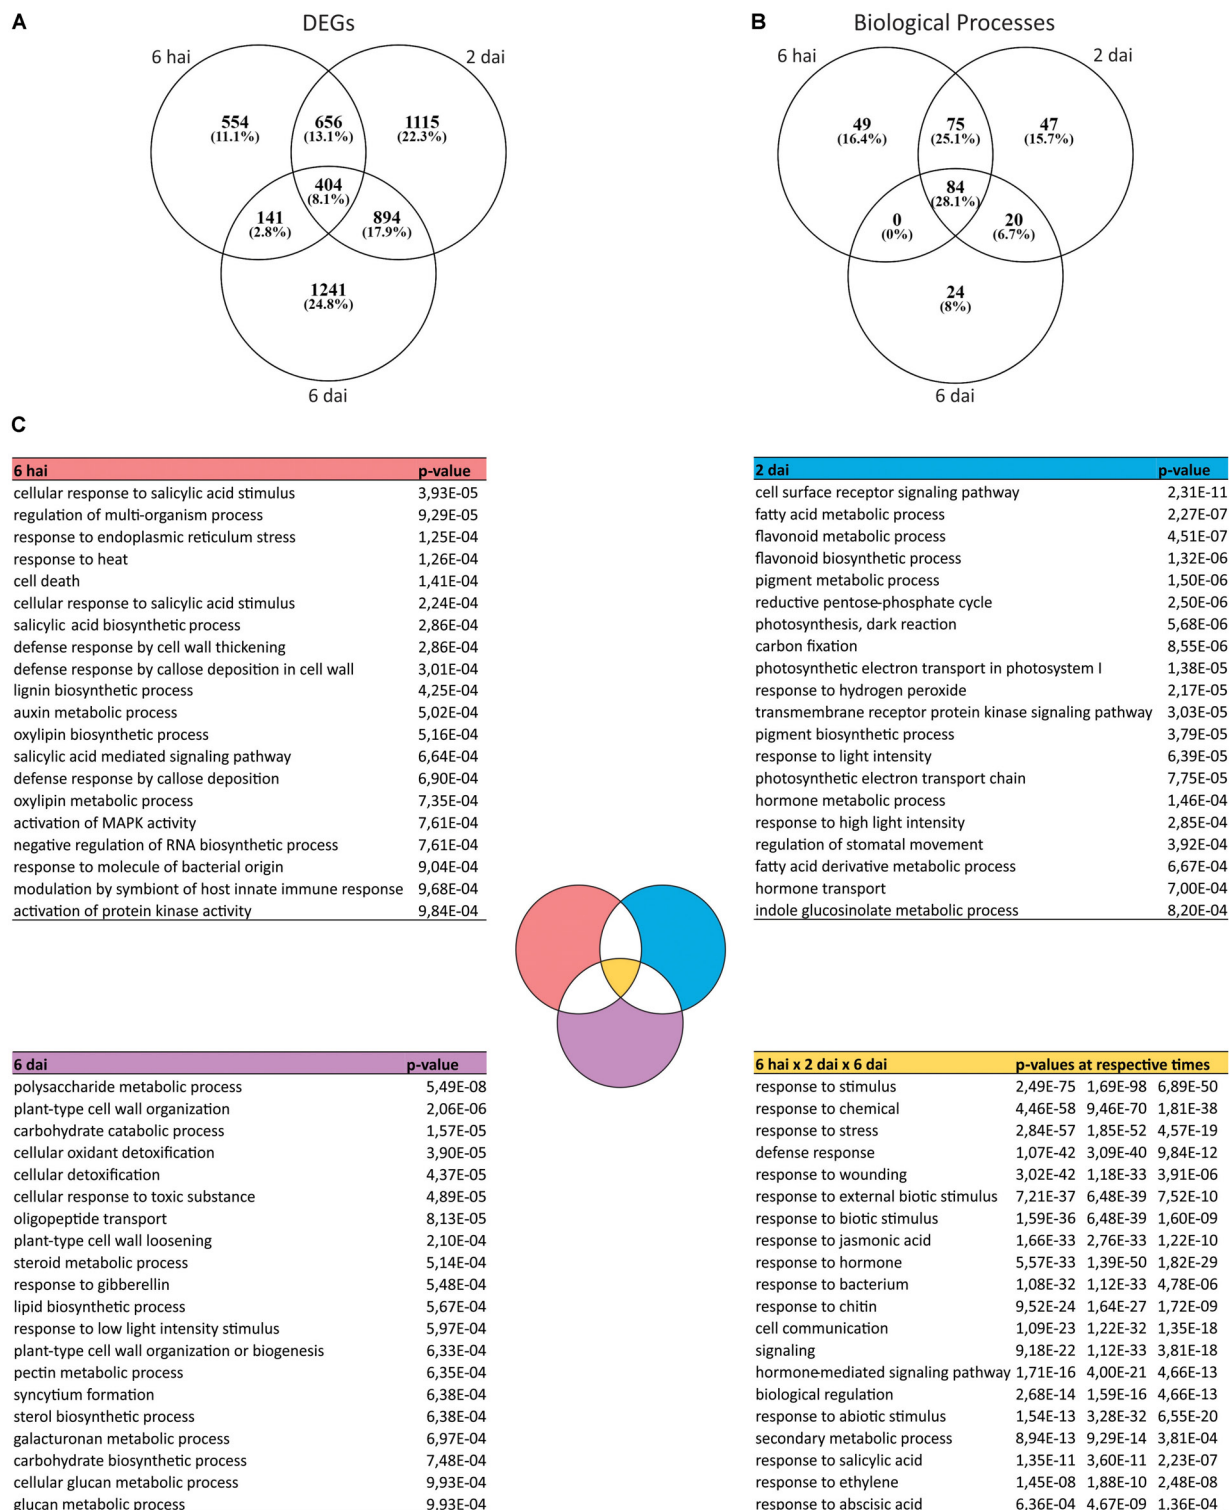 A
DEGs
6 hai
2 dai
554
(11.1%)
656
(13.1%)
1115
(22.3%)
404
(8.1%)
141
(2.8%)
894
(17.9%)
1241
(24.8%)
6 dai
B
Biological Processes
6 hai
2 dai
49
(16.4%)
75
(25.1%)
47
(15.7%)
84
(28.1%)
0
(0%)
20
(6.7%)
24
(8%)
6 dai
C
6 hai p-value
cellular response to salicylic acid stimulus 3,93E-05
regulation of multi-organism process 9,29E-05
response to endoplasmic reticulum stress 1,25E-04
response to heat 1,26E-04
cell death 1,41E-04
cellular response to salicylic acid stimulus 2,24E-04
salicylic acid biosynthetic process 2,86E-04
defense response by cell wall thickening 2,86E-04
defense response by callose deposition in cell wall 3,01E-04
lignin biosynthetic process 4,25E-04
auxin metabolic process 5,02E-04
oxylipin biosynthetic process 5,16E-04
salicylic acid mediated signaling pathway 6,64E-04
defense response by callose deposition 6,90E-04
oxylipin metabolic process 7,35E-04
activation of MAPK activity 7,61E-04
negative regulation of RNA biosynthetic process 7,61E-04
response to molecule of bacterial origin 9,04E-04
modulation by symbiont of host innate immune response 9,68E-04
activation of protein kinase activity 9,84E-04
2 dai p-value
cell surface receptor signaling pathway 2,31E-11
fatty acid metabolic process 2,27E-07
flavonoid metabolic process 4,51E-07
flavonoid biosynthetic process 1,32E-06
pigment metabolic process 1,50E-06
reductive pentose-phosphate cycle 2,50E-06
photosynthesis, dark reaction 5,68E-06
carbon fixation 8,55E-06
photosynthetic electron transport in photosystem I 1,38E-05
response to hydrogen peroxide 2,17E-05
transmembrane receptor protein kinase signaling pathway 3,03E-05
pigment biosynthetic process 3,79E-05
response to light intensity 6,39E-05
photosynthetic electron transport chain 7,75E-05
hormone metabolic process 1,46E-04
response to high light intensity 2,85E-04
regulation of stomatal movement 3,92E-04
fatty acid derivative metabolic process 6,67E-04
hormone transport 7,00E-04
indole glucosinolate metabolic process 8,20E-04
6 dai p-value
polysaccharide metabolic process 5,49E-08
plant-type cell wall organization 2,06E-06
carbohydrate catabolic process 1,57E-05
cellular oxidant detoxification 3,90E-05
cellular detoxification 4,37E-05
cellular response to toxic substance 4,89E-05
oligopeptide transport 8,13E-05
plant-type cell wall loosening 2,10E-04
steroid metabolic process 5,14E-04
response to gibberellin 5,48E-04
lipid biosynthetic process 5,67E-04
response to low light intensity stimulus 5,97E-04
plant-type cell wall organization or biogenesis 6,33E-04
pectin metabolic process 6,35E-04
syncytium formation 6,38E-04
sterol biosynthetic process 6,38E-04
galacturonan metabolic process 6,97E-04
carbohydrate biosynthetic process 7,48E-04
cellular glucan metabolic process 9,93E-04
glucan metabolic process 9,93E-04
6 hai x 2 dai x 6 dai p-values at respective times
response to stimulus 2,49E-75 1,69E-98 6,89E-50
response to chemical 4,46E-58 9,46E-70 1,81E-38
response to stress 2,84E-57 1,85E-52 4,57E-19
defense response 1,07E-42 3,09E-40 9,84E-12
response to wounding 3,02E-42 1,18E-33 3,91E-06
response to external biotic stimulus 7,21E-37 6,48E-39 7,52E-10
response to biotic stimulus 1,59E-36 6,48E-39 1,60E-09
response to jasmonic acid 1,66E-33 2,76E-33 1,22E-10
response to hormone 5,57E-33 1,39E-50 1,82E-29
response to bacterium 1,08E-32 1,12E-33 4,78E-06
response to chitin 9,52E-24 1,64E-27 1,72E-09
cell communication 1,09E-23 1,22E-32 1,35E-18
signaling 9,18E-22 1,12E-33 3,81E-18
hormone-mediated signaling pathway 1,71E-16 4,00E-21 4,66E-13
biological regulation 2,68E-14 1,59E-16 4,66E-13
response to abiotic stimulus 1,54E-13 3,28E-32 6,55E-20
secondary metabolic process 8,94E-13 9,29E-14 3,81E-04
response to salicylic acid 1,35E-11 3,60E-11 2,23E-07
response to ethylene 1,45E-08 1,88E-10 2,48E-08
response to abscisic acid 6,36E-04 4,67E-09 1,36E-04